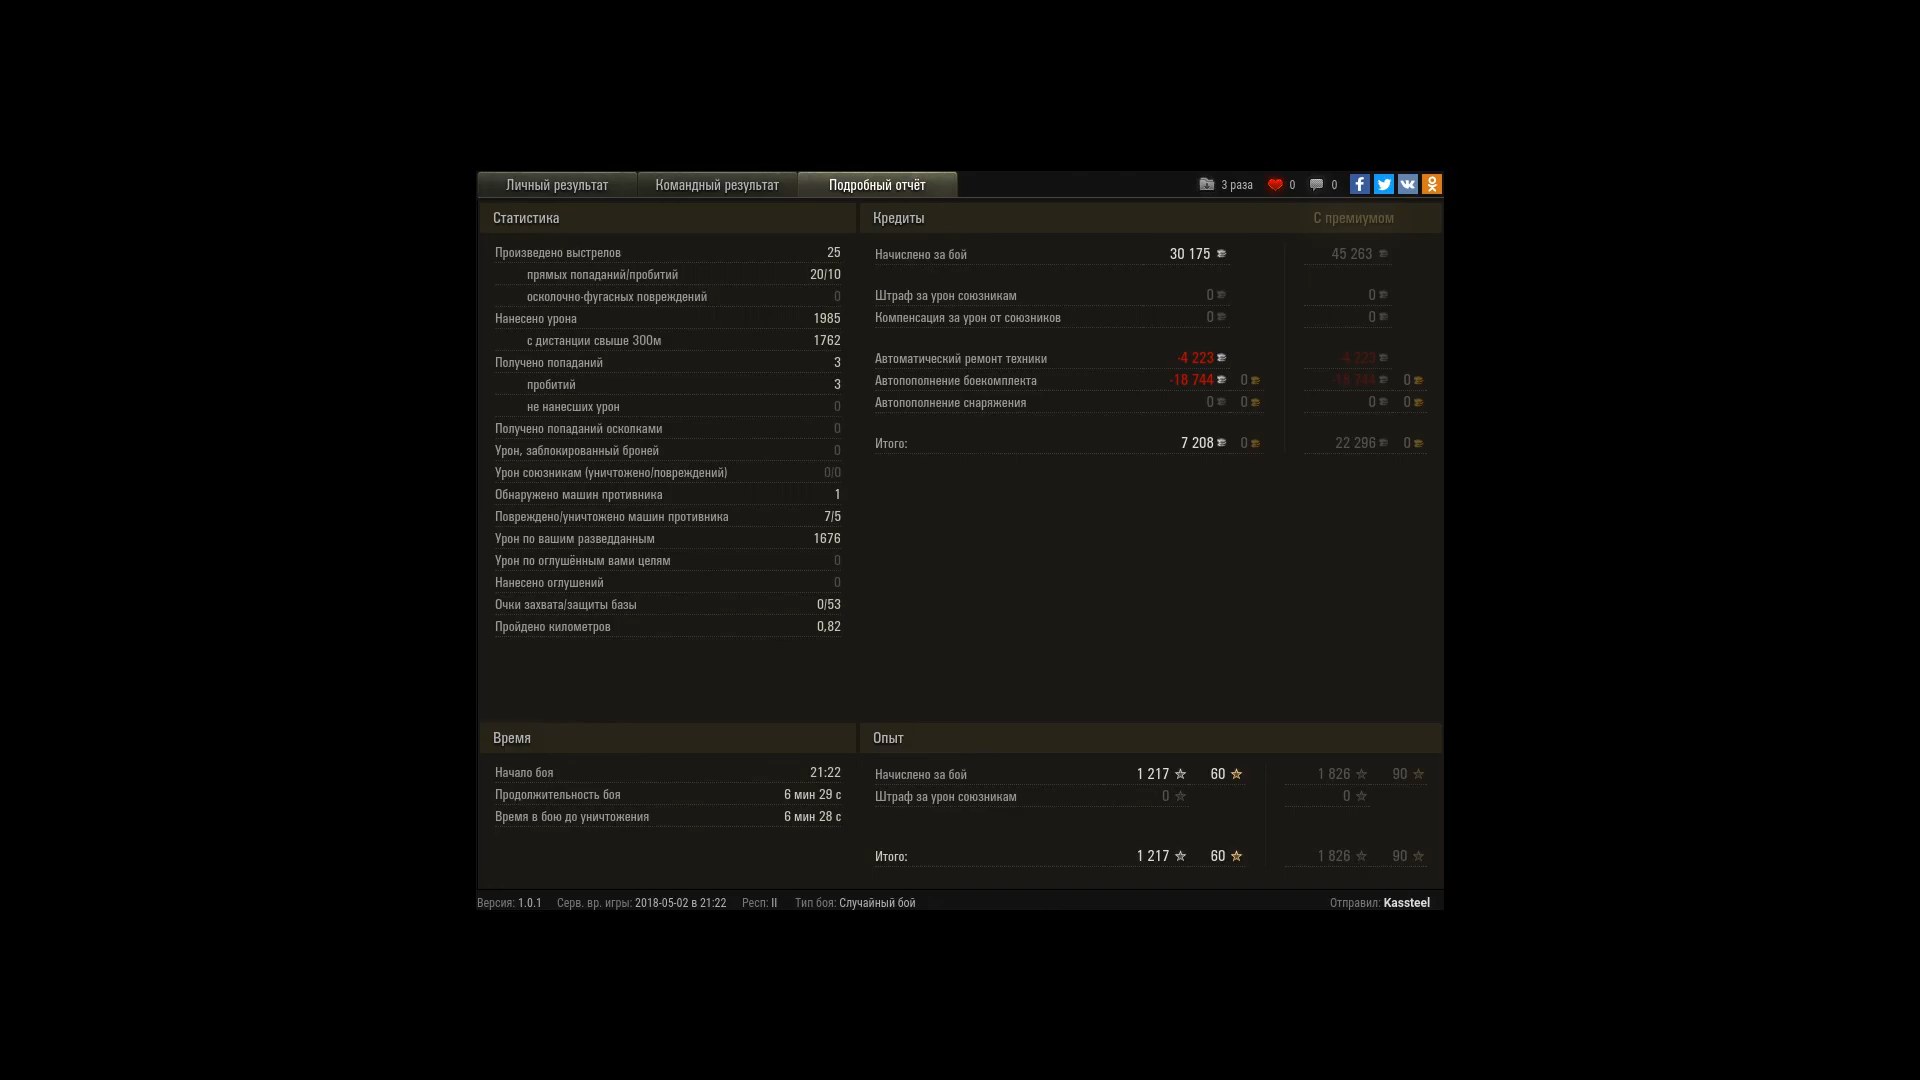 Личный результат Командный результат Подробный отчёт 3 раза 0 0
Статистика
Произведено выстрелов 25
прямых попаданий/пробитий 20/10
осколочно-фугасных повреждений 0
Нанесено урона 1985
с дистанции свыше 300м 1762
Получено попаданий 3
пробитий 3
не нанесших урон 0
Получено попаданий осколками 0
Урон, заблокированный броней 0
Урон союзникам (уничтожено/повреждений) 0/0
Обнаружено машин противника 1
Повреждено/уничтожено машин противника 7/5
Урон по вашим разведданным 1676
Урон по оглушённым вами целям 0
Нанесено оглушений 0
Очки захвата/защиты базы 0/53
Пройдено километров 0,82
Кредиты С премиумом
Начислено за бой 30 175 45 263
Штраф за урон союзникам 0 0
Компенсация за урон от союзников 0 0
Автоматический ремонт техники -4 223 -4 223
Автопополнение боекомплекта -18 744 0 -18 744 0
Автопополнение снаряжения 0 0 0 0
Итого: 7 208 0 22 296 0
Время
Начало боя 21:22
Продолжительность боя 6 мин 29 с
Время в бою до уничтожения 6 мин 28 с
Опыт
Начислено за бой 1 217 60 1 826 90
Штраф за урон союзникам 0 0
Итого: 1 217 60 1 826 90
Версия: 1.0.1 Серв. вр. игры: 2018-05-02 в 21:22 Респ: II Тип боя: Случайный бой Отправил: Kassteel